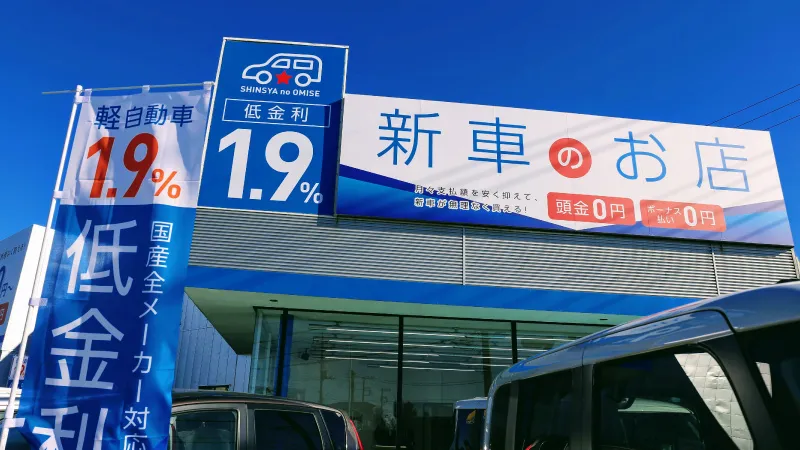 軽自動車
1.9%
低金利
国産全メーカー対応
SHINSYA no OMISE
低金利
1.9%
新車のお店
月々支払額を安く抑えて、
新車が無理なく買える!
頭金0円
ボーナス
払い
0円